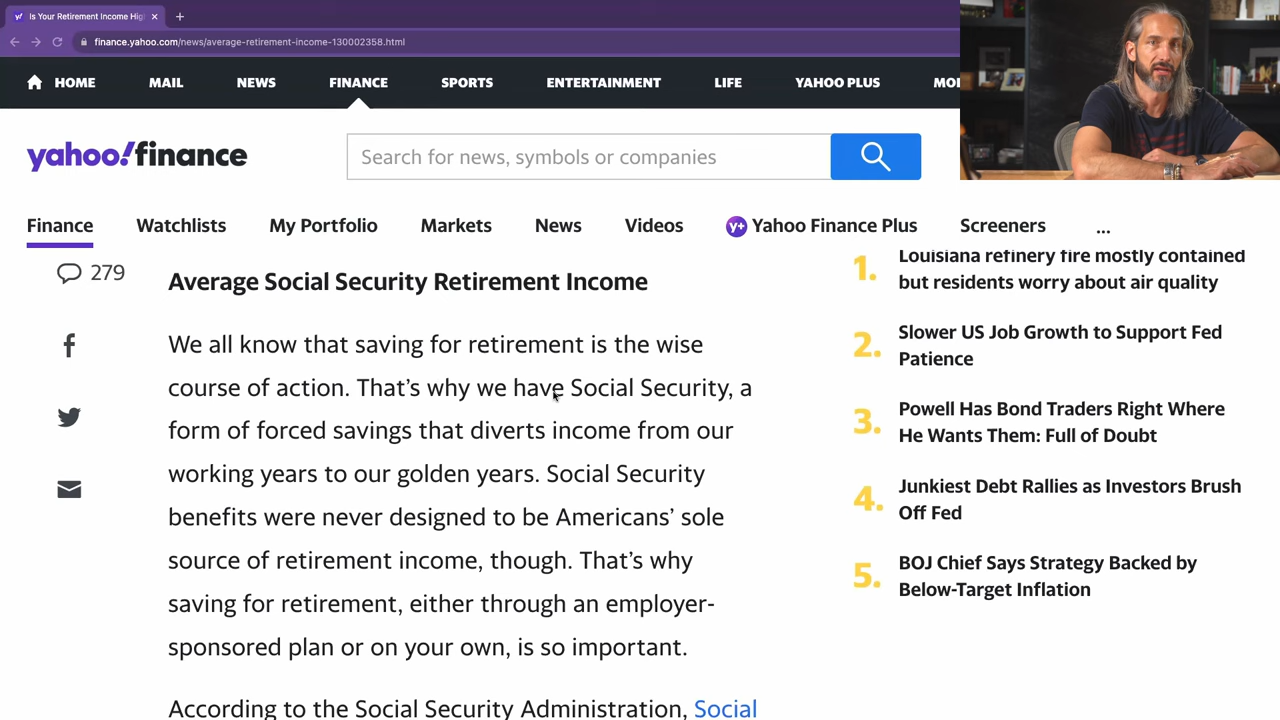 Is Your Retirement Income Hig
finance.yahoo.com/news/average-retirement-income-130002358.html
HOME MAIL NEWS FINANCE SPORTS ENTERTAINMENT LIFE YAHOO PLUS MO
yahoo!finance
Search for news, symbols or companies
Finance Watchlists My Portfolio Markets News Videos Y+ Yahoo Finance Plus Screeners ...
279
Average Social Security Retirement Income
We all know that saving for retirement is the wise
course of action. That’s why we have Social Security, a
form of forced savings that diverts income from our
working years to our golden years. Social Security
benefits were never designed to be Americans’ sole
source of retirement income, though. That’s why
saving for retirement, either through an employer-
sponsored plan or on your own, is so important.
According to the Social Security Administration, Social
1. Louisiana refinery fire mostly contained
but residents worry about air quality
2. Slower US Job Growth to Support Fed
Patience
3. Powell Has Bond Traders Right Where
He Wants Them: Full of Doubt
4. Junkiest Debt Rallies as Investors Brush
Off Fed
5. BOJ Chief Says Strategy Backed by
Below-Target Inflation